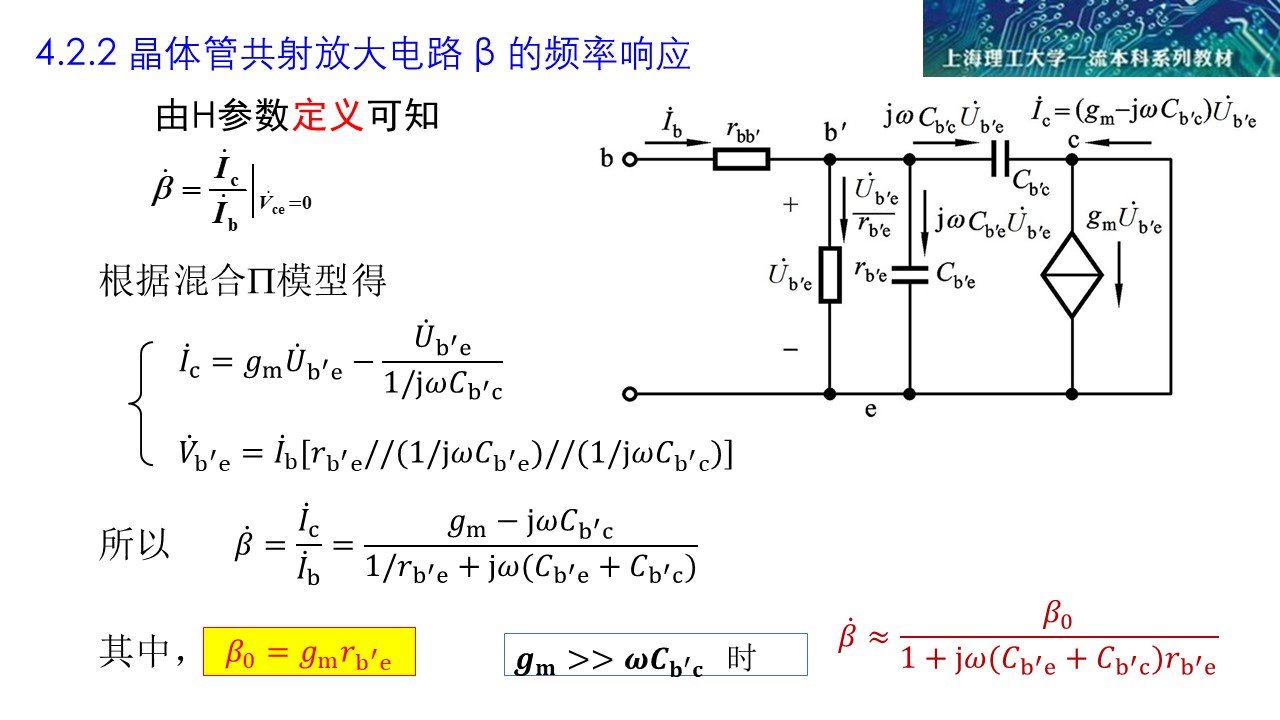 4.2.2 晶体管共射放大电路 β 的频率响应
上海理工大学一流本科系列教材
由H参数定义可知
β̇ = İc / İb |V̇ce=0
根据混合Π模型得
İc = gmU̇b′e − U̇b′e / (1/jωCb′c)
V̇b′e = İb[rb′e//(1/jωCb′e)//(1/jωCb′c)]
所以 β̇ = İc / İb = (gm − jωCb′c) / (1/rb′e + jω(Cb′e + Cb′c))
其中， β0 = gmrb′e
gm >> ωCb′c 时
β̇ ≈ β0 / (1 + jω(Cb′e + Cb′c)rb′e)
İb
rbb′
b′
jωCb′cU̇b′e
İc=(gm−jωCb′c)U̇b′e
c
b
Cb′c
+
U̇b′e / rb′e
jωCb′eU̇b′e
gmU̇b′e
U̇b′e
rb′e
Cb′e
−
e